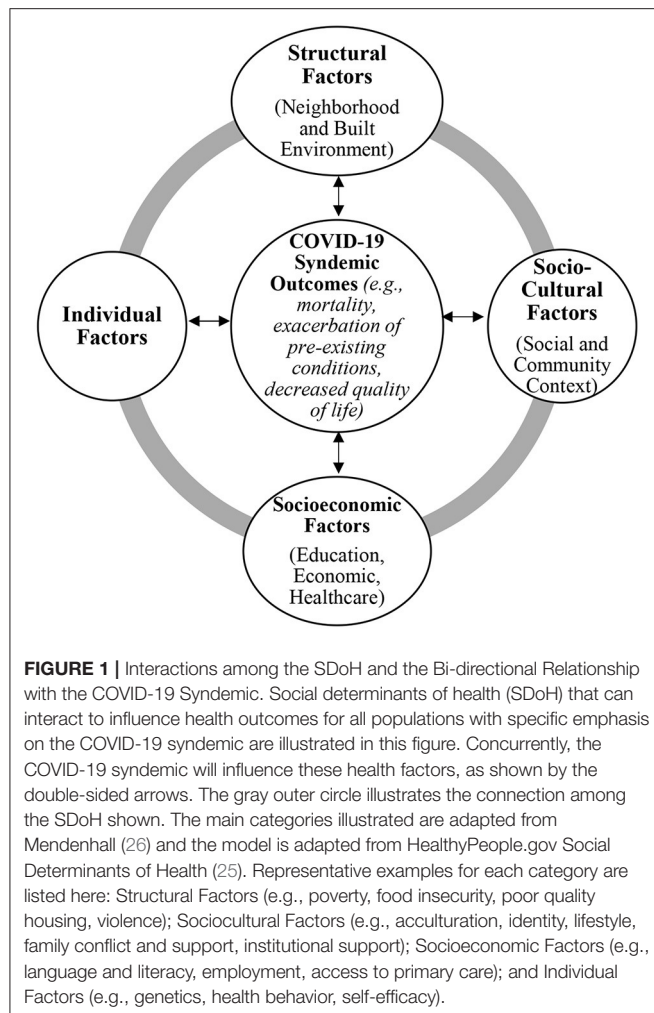 Structural
Factors
(Neighborhood
and Built
Environment)
COVID-19
Syndemic
Outcomes (e.g.,
mortality,
exacerbation of
pre-existing
conditions,
decreased quality
of life)
Individual
Factors
Socio-
Cultural
Factors
(Social and
Community
Context)
Socioeconomic
Factors
(Education,
Economic,
Healthcare)
FIGURE 1 | Interactions among the SDoH and the Bi-directional Relationship
with the COVID-19 Syndemic. Social determinants of health (SDoH) that can
interact to influence health outcomes for all populations with specific emphasis
on the COVID-19 syndemic are illustrated in this figure. Concurrently, the
COVID-19 syndemic will influence these health factors, as shown by the
double-sided arrows. The gray outer circle illustrates the connection among
the SDoH shown. The main categories illustrated are adapted from
Mendenhall (26) and the model is adapted from HealthyPeople.gov Social
Determinants of Health (25). Representative examples for each category are
listed here: Structural Factors (e.g., poverty, food insecurity, poor quality
housing, violence); Sociocultural Factors (e.g., acculturation, identity, lifestyle,
family conflict and support, institutional support); Socioeconomic Factors (e.g.,
language and literacy, employment, access to primary care); and Individual
Factors (e.g., genetics, health behavior, self-efficacy).